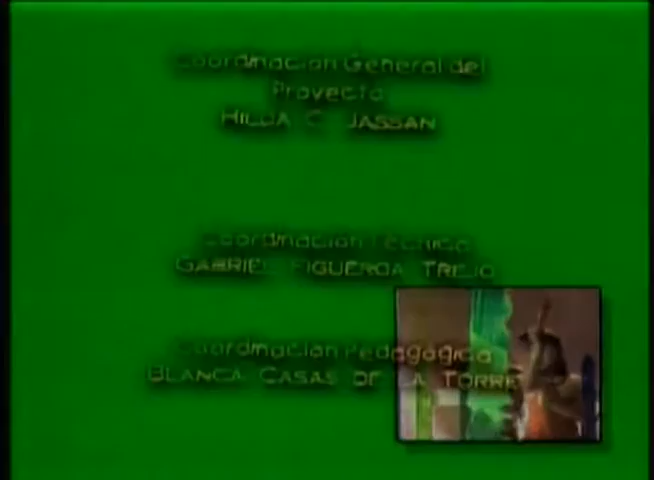 Coordinación General del
Proyecto
HILDA C. JASSAN
Coordinación Técnica
GABRIEL FIGUEROA TREJO
Coordinación Pedagógica
BLANCA CASAS DE LA TORRE